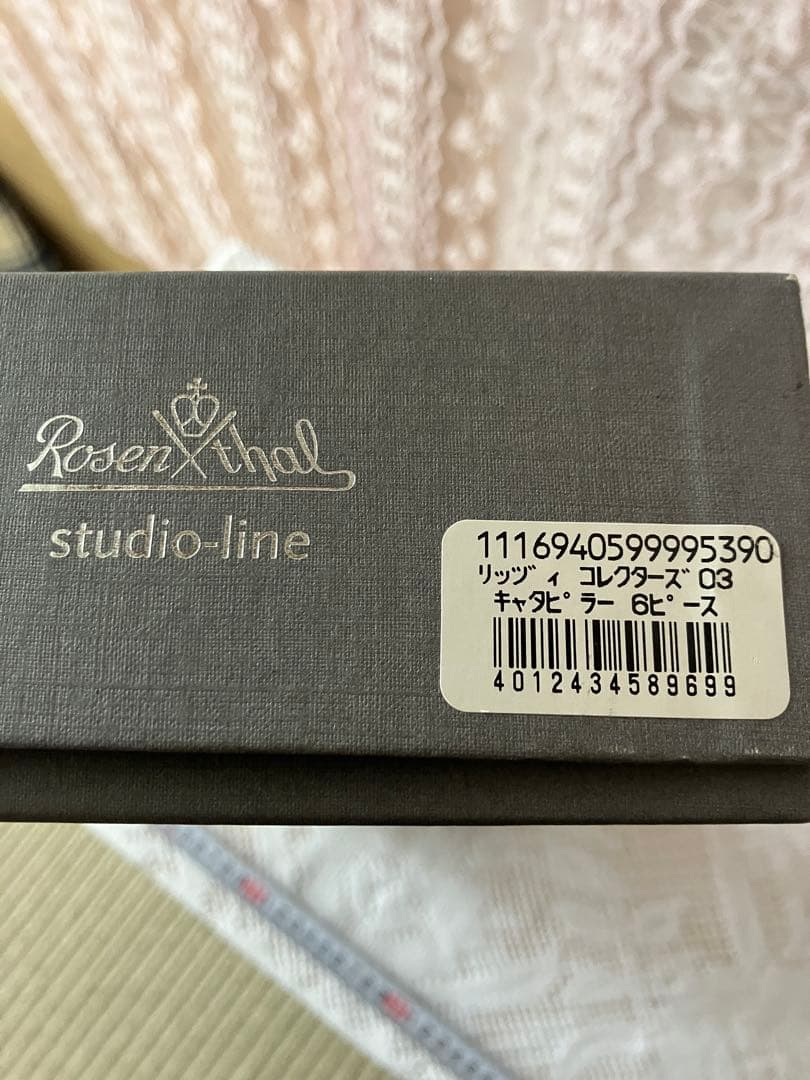 Rosenthal
studio-line
1116940599995390
リッヅィ コレクターズ 03
キャタピラー 6ピース
4012434589699